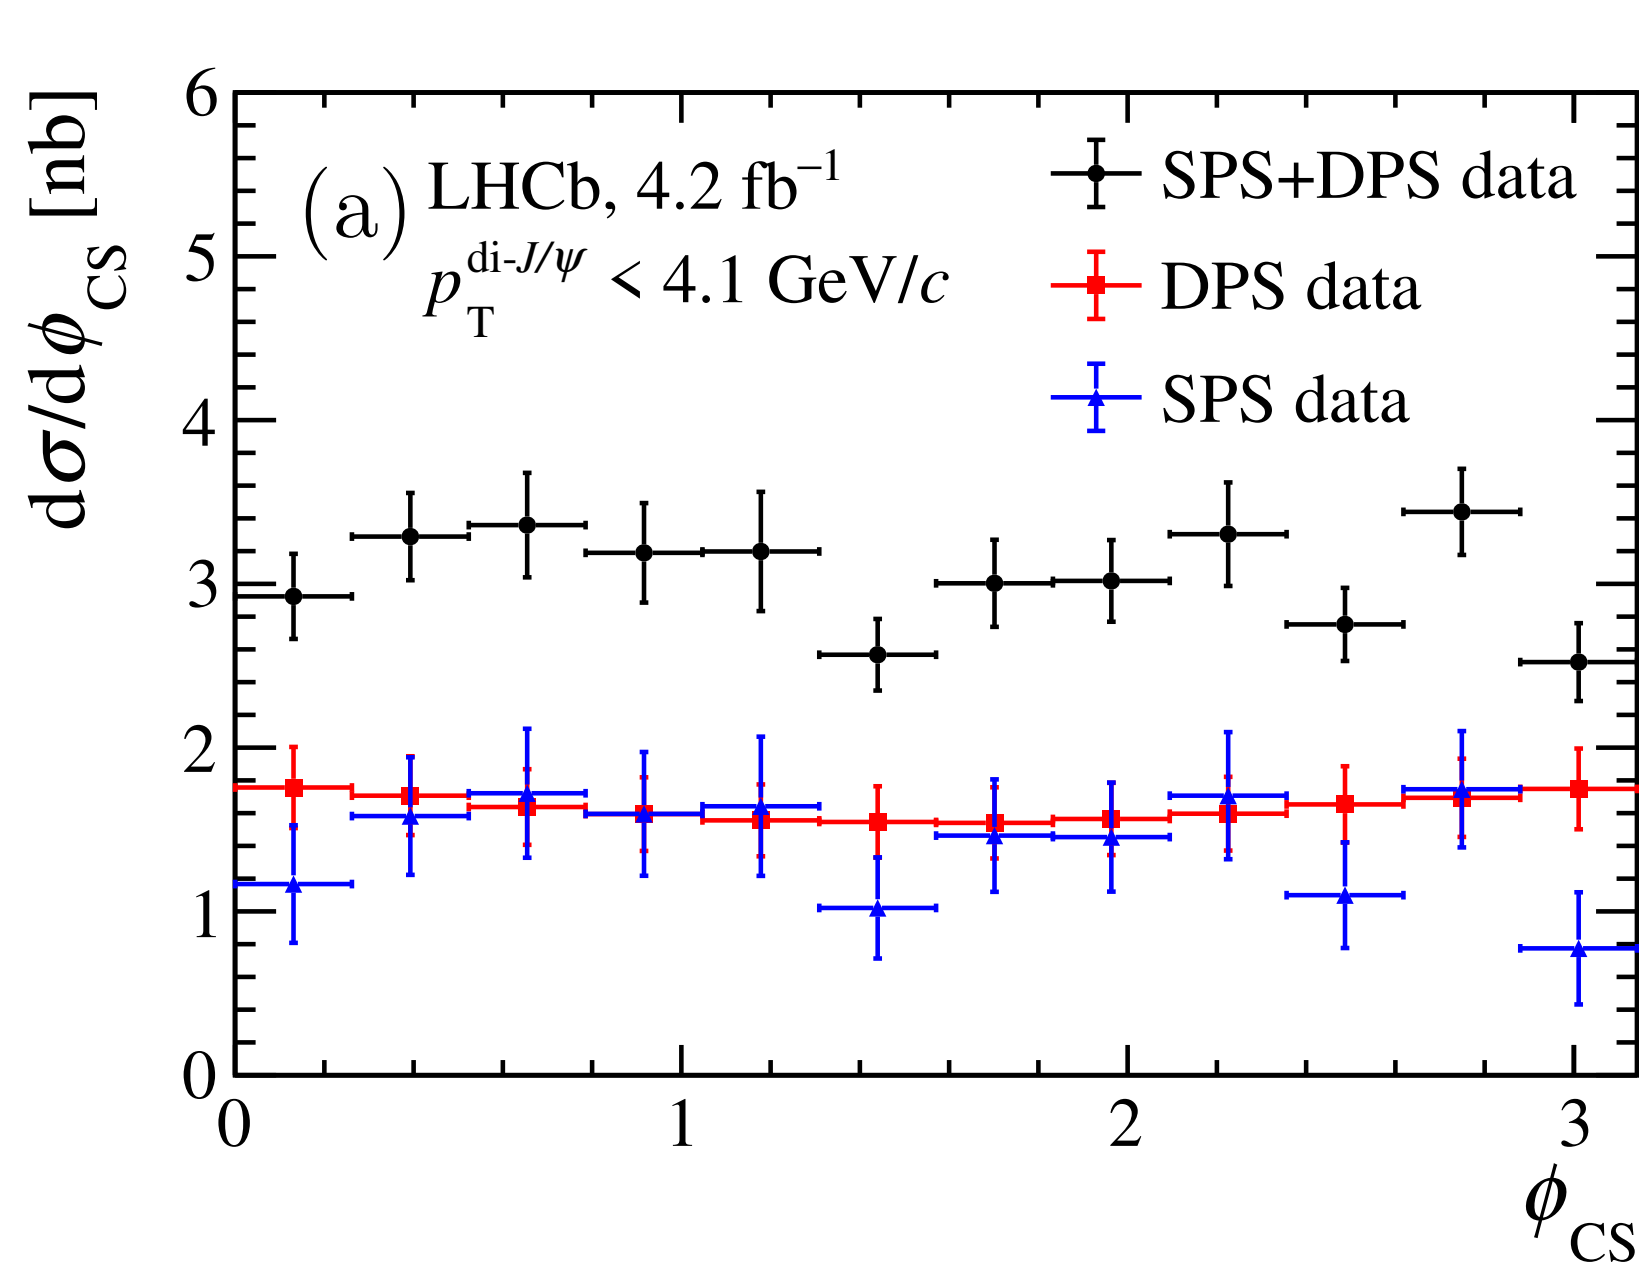 dσ/dϕ_CS [nb]
6
5
4
3
2
1
0
(a) LHCb, 4.2 fb⁻¹
p_T^di-J/ψ < 4.1 GeV/c
SPS+DPS data
DPS data
SPS data
0 1 2 3
ϕ_CS